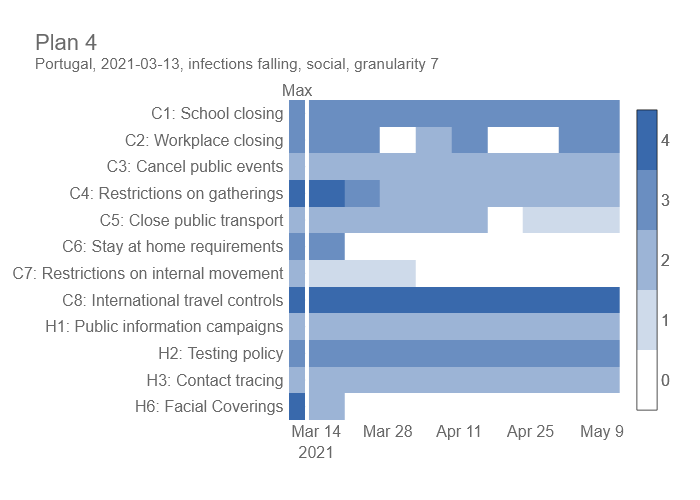 Plan 4
Portugal, 2021-03-13, infections falling, social, granularity 7
Max
C1: School closing
C2: Workplace closing
C3: Cancel public events
C4: Restrictions on gatherings
C5: Close public transport
C6: Stay at home requirements
C7: Restrictions on internal movement
C8: International travel controls
H1: Public information campaigns
H2: Testing policy
H3: Contact tracing
H6: Facial Coverings
Mar 14 Mar 28 Apr 11 Apr 25 May 9
2021
4
3
2
1
0